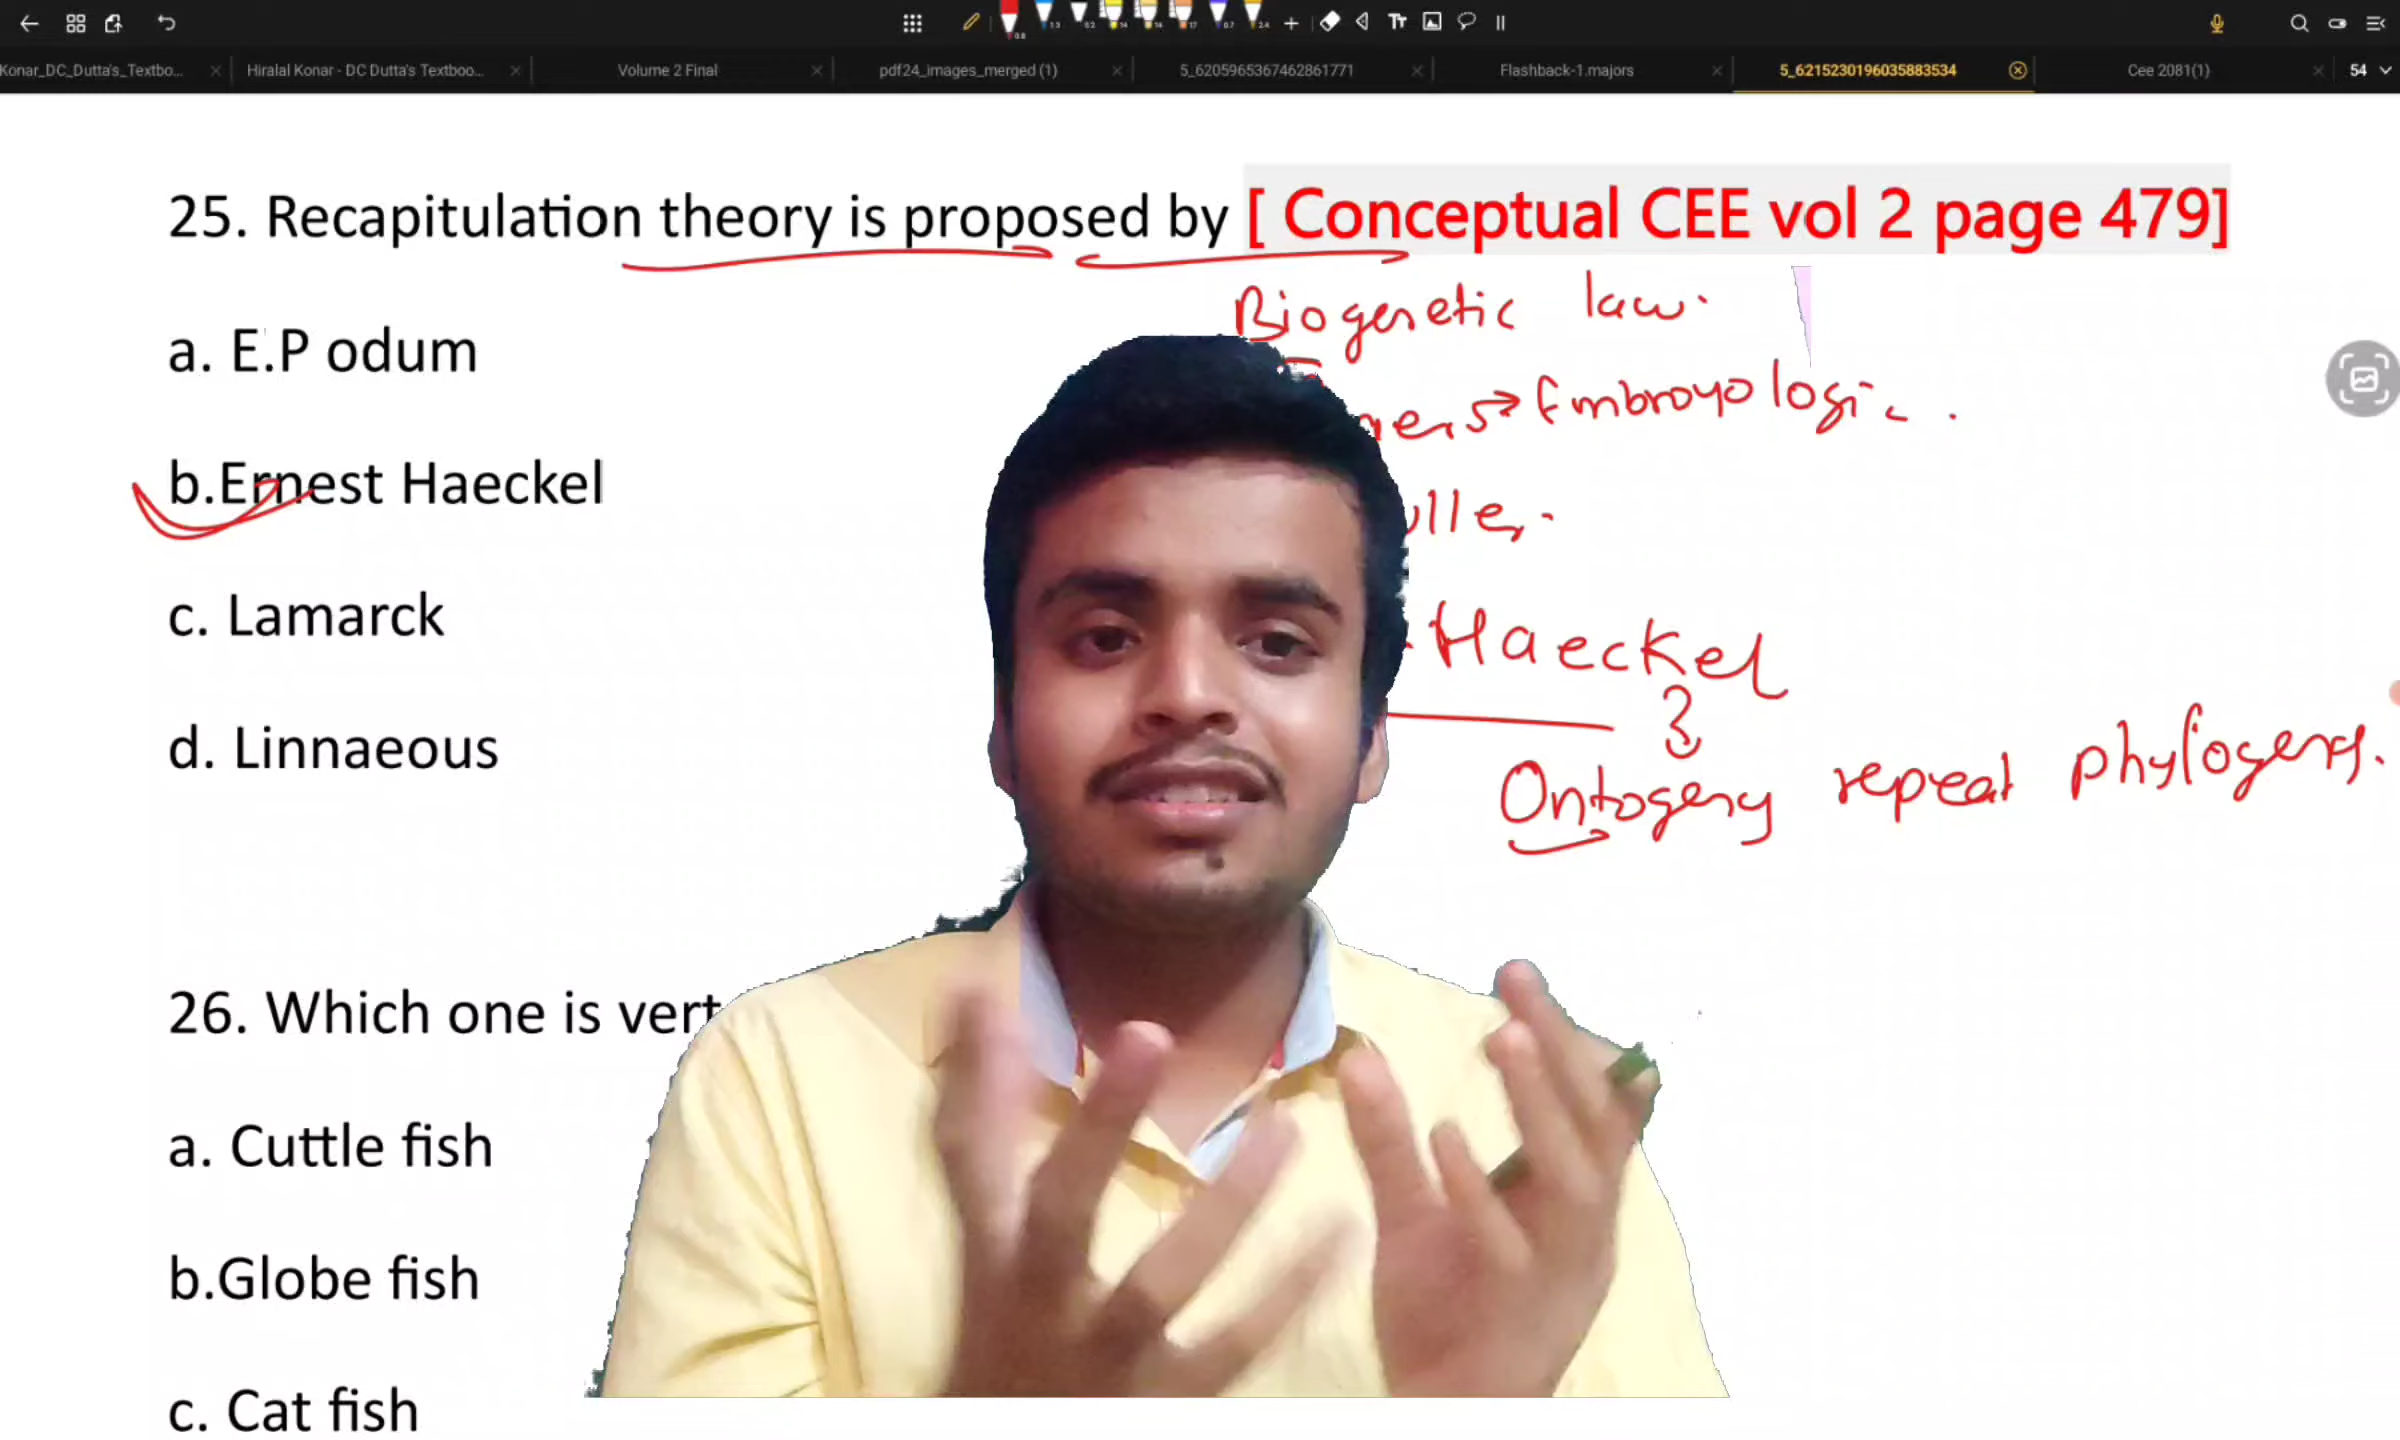 Konar_DC_Dutta's_Textbo...
Hiralal Konar - DC Dutta's Textboo...
Volume 2 Final
pdf24_images_merged (1)
5_6205965367462861771
Flashback-1.majors
5_6215230196035883534
Cee 2081(1)
54
25. Recapitulation theory is proposed by [ Conceptual CEE vol 2 page 479]
Biogenetic law.
a. E.P odum
→ Embroyologi
b.Ernest Haeckel
c. Lamarck
Haeckel
d. Linnaeous
Ontogeny repeat phylogeny.
26. Which one is
a. Cuttle fish
b.Globe fish
c. Cat fish